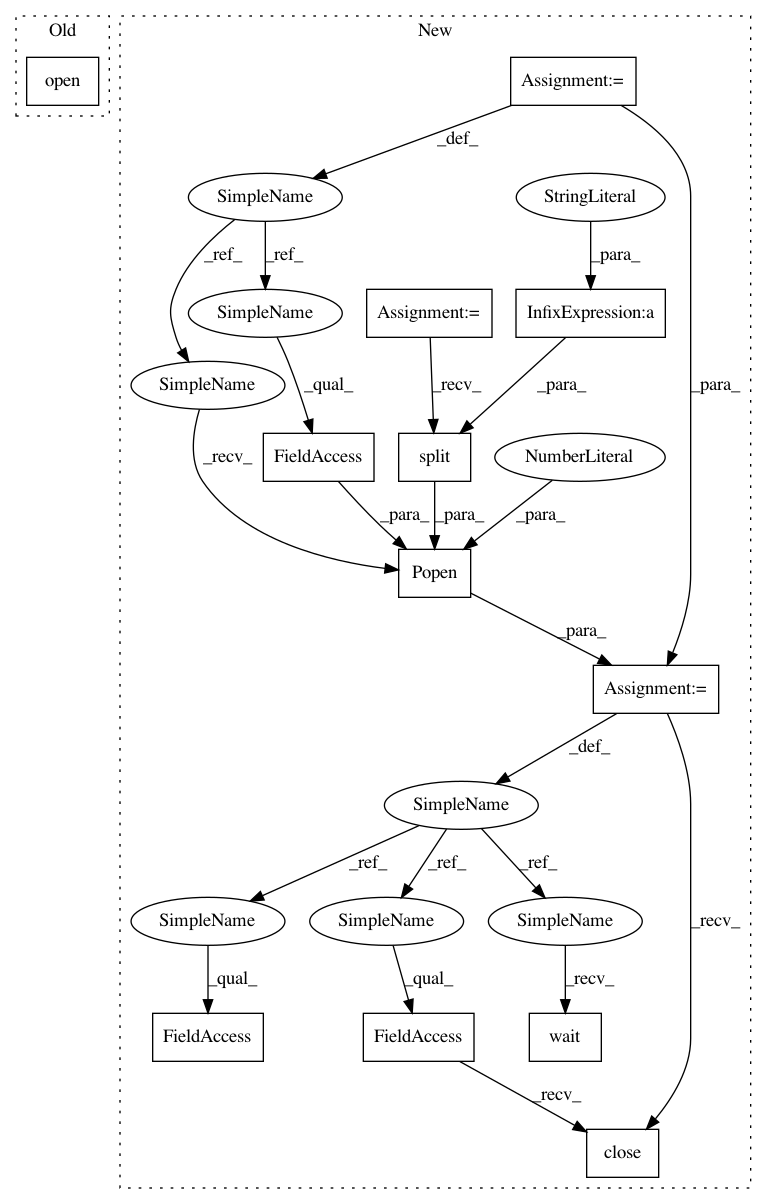 Old
New
open
Assignment:=
_def_
SimpleName
StringLiteral
_ref_
_ref_
_para_
SimpleName
Assignment:=
InfixExpression:a
SimpleName
_qual_
_recv_
_para_
_para_
_recv_
FieldAccess
split
NumberLiteral
_para_
_para_
_para_
Popen
_para_
Assignment:=
_def_
SimpleName
_ref_
_ref_
_ref_
SimpleName
SimpleName
SimpleName
_recv_
_qual_
_qual_
_recv_
FieldAccess
FieldAccess
wait
_recv_
close